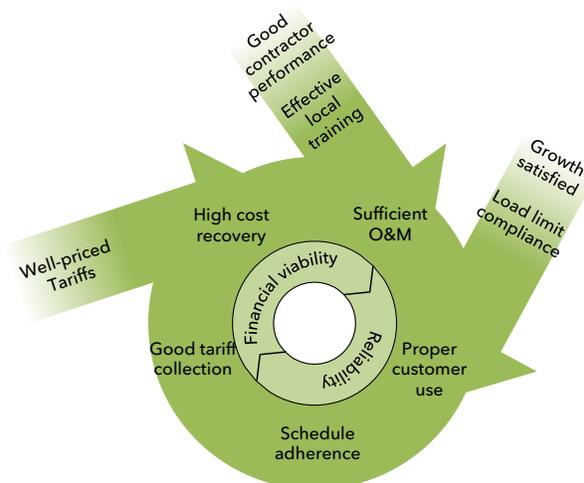 Good
contractor
performance
Effective
local
training
Growth
satisfied
Load limit
compliance
Well-priced
Tariffs
High cost
recovery
Sufficient
O&M
Financial viability
Reliability
Good tariff
collection
Proper
customer
use
Schedule
adherence